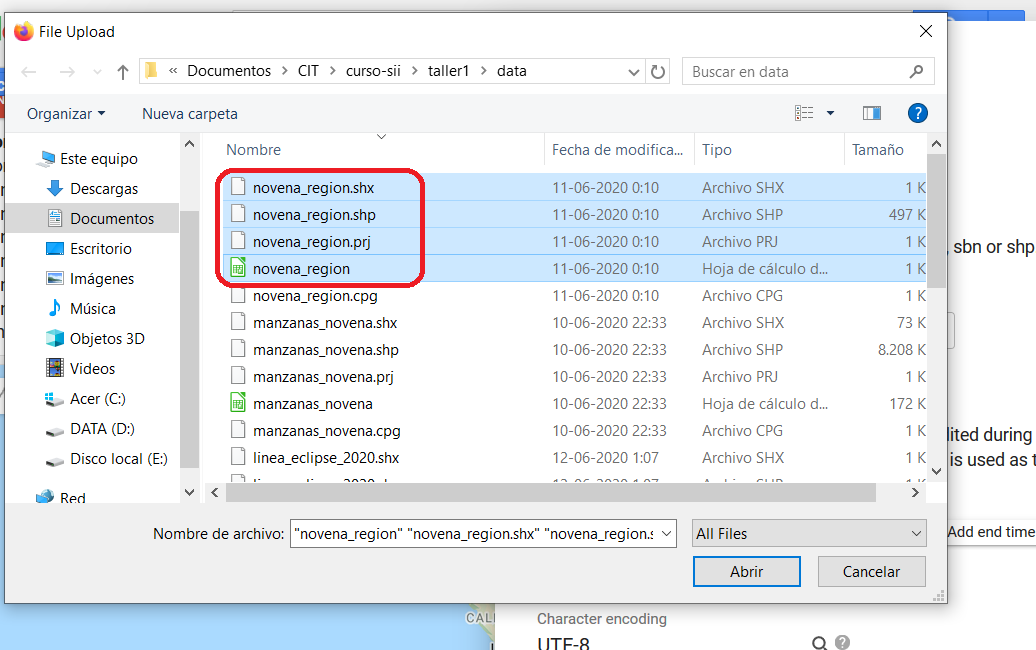 File Upload
« Documentos > CIT > curso-sii > taller1 > data
Buscar en data
Organizar
Nueva carpeta
?
Nombre
Fecha de modifica...
Tipo
Tamaño
Este equipo
Descargas
Documentos
Escritorio
Imágenes
Música
Objetos 3D
Videos
Acer (C:)
DATA (D:)
Disco local (E:)
Red
novena_region.shx 11-06-2020 0:10 Archivo SHX 1 K
novena_region.shp 11-06-2020 0:10 Archivo SHP 497 K
novena_region.prj 11-06-2020 0:10 Archivo PRJ 1 K
novena_region 11-06-2020 0:10 Hoja de cálculo d... 1 K
novena_region.cpg 11-06-2020 0:10 Archivo CPG 1 K
manzanas_novena.shx 10-06-2020 22:33 Archivo SHX 73 K
manzanas_novena.shp 10-06-2020 22:33 Archivo SHP 8.208 K
manzanas_novena.prj 10-06-2020 22:33 Archivo PRJ 1 K
manzanas_novena 10-06-2020 22:33 Hoja de cálculo d... 172 K
manzanas_novena.cpg 10-06-2020 22:33 Archivo CPG 1 K
linea_eclipse_2020.shx 12-06-2020 1:07 Archivo SHX 1 K
Nombre de archivo: "novena_region" "novena_region.shx" "novena_region.s
All Files
Abrir
Cancelar
, sbn or shp
dited during
is used as t
Add end time
CALI
Character encoding
UTF-8
?